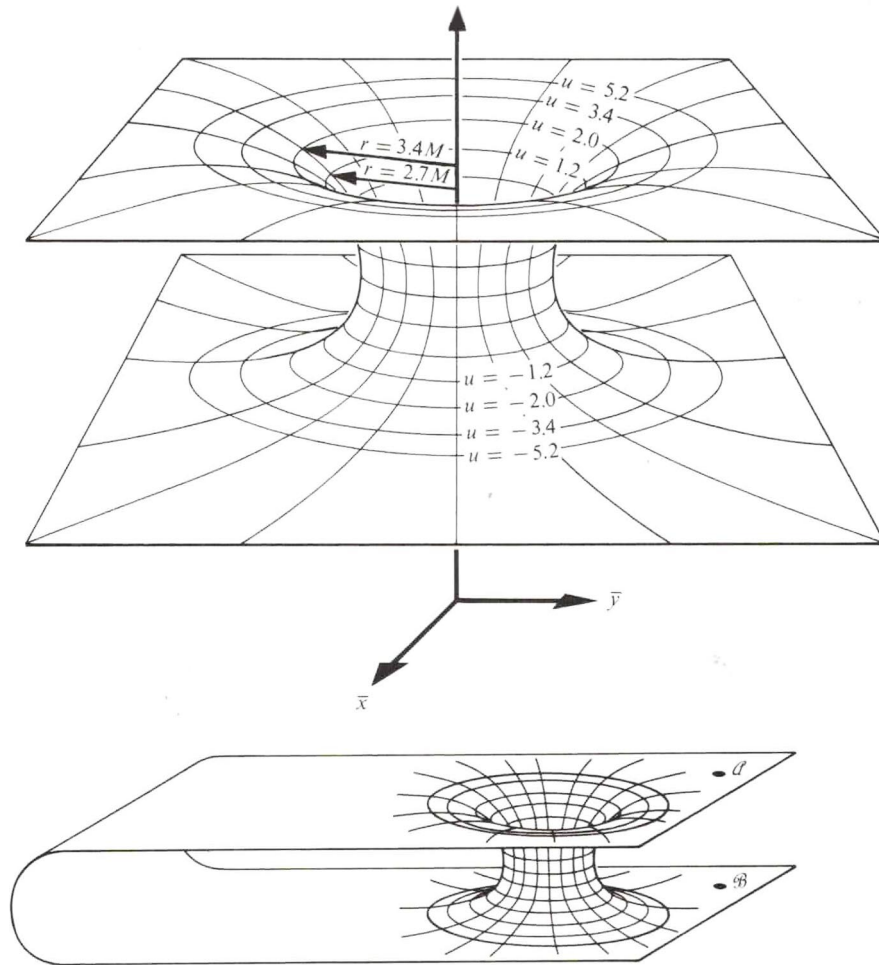 u = 5.2
u = 3.4
u = 2.0
u = 1.2
r = 3.4M
r = 2.7M
u = −1.2
u = −2.0
u = −3.4
u = −5.2
ȳ
x̄
𝒜
ℬ